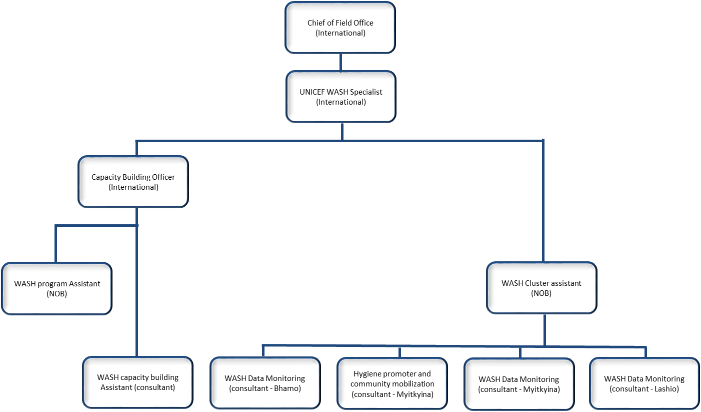 Chief of Field Office
(International)
UNICEF WASH Specialist
(International)
Capacity Building Officer
(International)
WASH program Assistant
(NOB)
WASH Cluster assistant
(NOB)
WASH capacity building
Assistant (consultant)
WASH Data Monitoring
(consultant - Bhamo)
Hygiene promoter and
community mobilization
(consultant - Myitkyina)
WASH Data Monitoring
(consultant - Myitkyina)
WASH Data Monitoring
(consultant - Lashio)